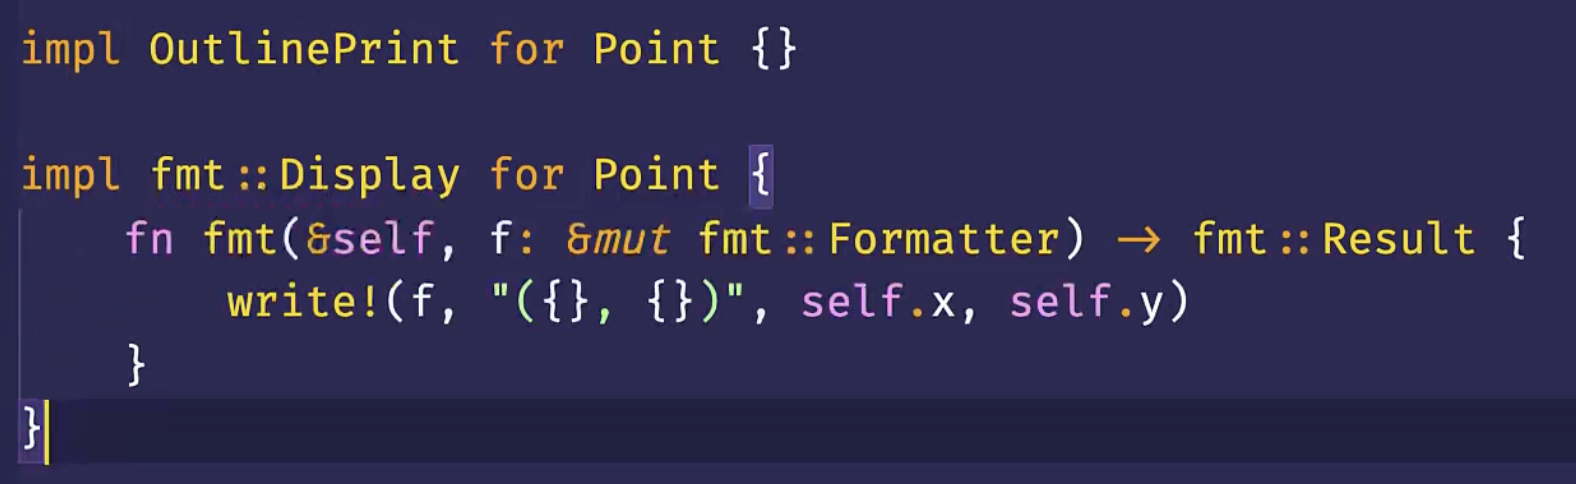 impl OutlinePrint for Point {}
impl fmt::Display for Point {
    fn fmt(&self, f: &mut fmt::Formatter) -> fmt::Result {
        write!(f, "({}, {})", self.x, self.y)
    }
}